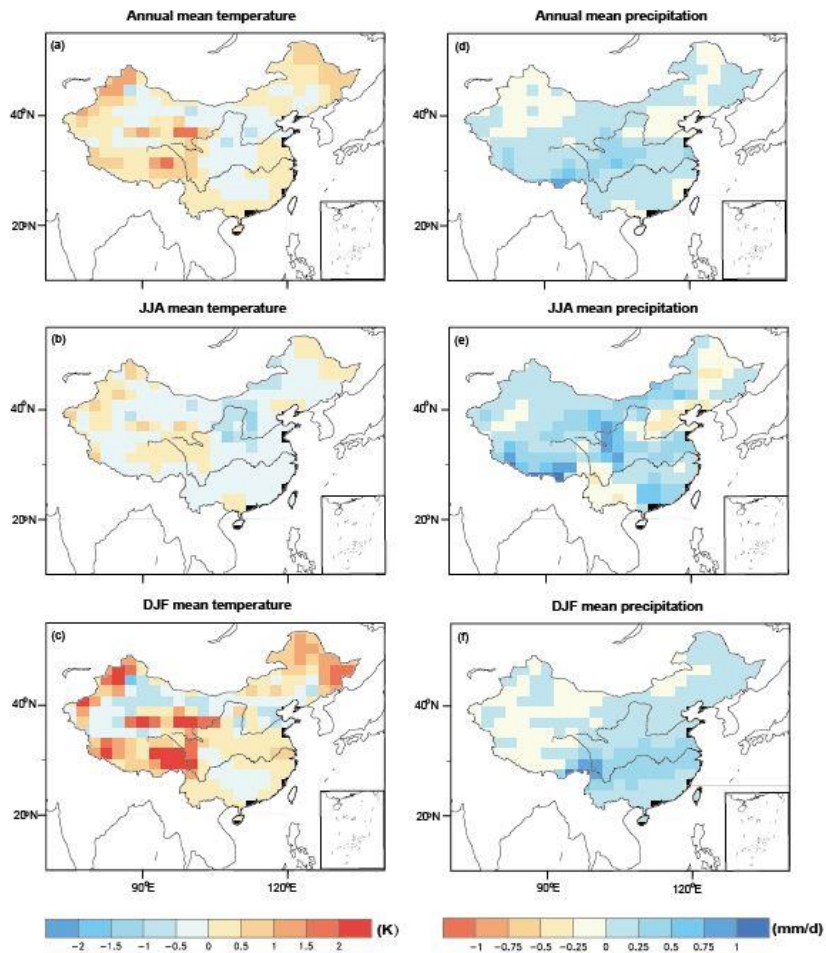 Annual mean temperature
Annual mean precipitation
(a)
(d)
40°N
40°N
20°N
20°N
JJA mean temperature
JJA mean precipitation
(b)
(e)
40°N
40°N
20°N
20°N
DJF mean temperature
DJF mean precipitation
(c)
(f)
40°N
40°N
20°N
20°N
90°E 120°E
90°E 120°E
(K)
-2 -1.5 -1 -0.5 0 0.5 1 1.5 2
(mm/d)
-1 -0.75 -0.5 -0.25 0.25 0.5 0.75 1